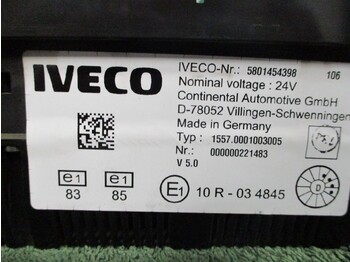 IVECO
IVECO-Nr.: 5801454398 106
Nominal voltage : 24V
Continental Automotive GmbH
D-78052 Villingen-Schwenningen
Made in Germany
Typ : 1557.0001003005
Nr. 000000221483
V 5.0
e1 e1
83 85
E1 10 R - 03 4845
D